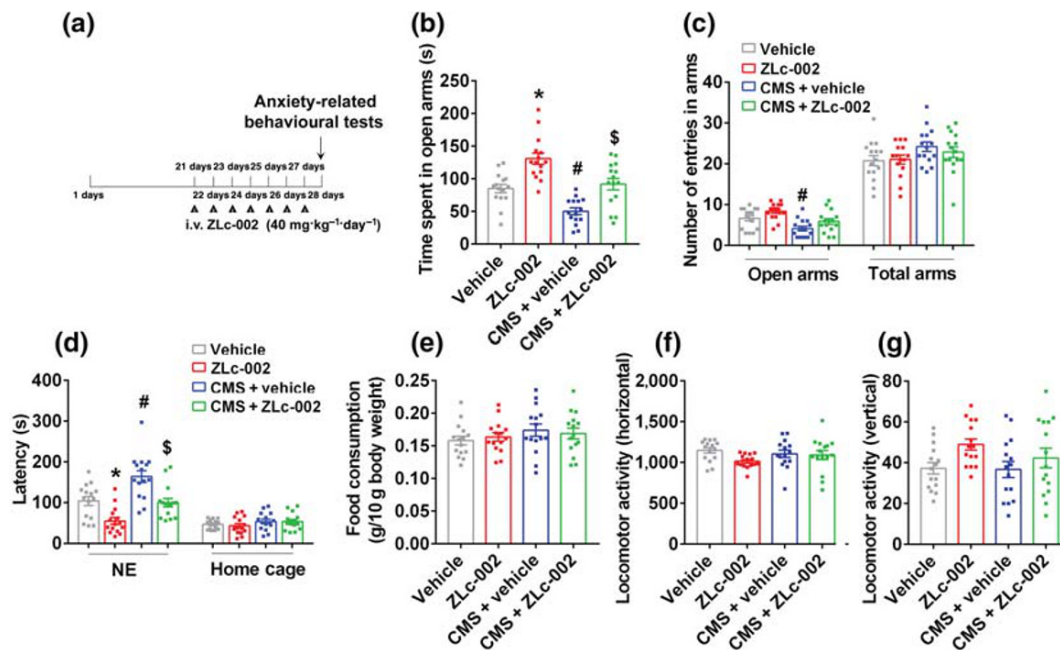 (a)
Anxiety-related
behavioural tests
21 days 23 days 25 days 27 days
1 days
22 days 24 days 26 days 28 days
i.v. ZLc-002 (40 mg·kg⁻¹·day⁻¹)
(b)
Time spent in open arms (s)
250
200
150
100
50
0
*
#
$
Vehicle
ZLc-002
CMS + vehicle
CMS + ZLc-002
(c)
Vehicle
ZLc-002
CMS + vehicle
CMS + ZLc-002
Number of entries in arms
40
30
20
10
0
#
Open arms
Total arms
(d)
Vehicle
ZLc-002
CMS + vehicle
CMS + ZLc-002
Latency (s)
400
300
200
100
0
*
#
$
NE
Home cage
(e)
Food consumption
(g/10 g body weight)
0.25
0.20
0.15
0.10
0.05
0.00
Vehicle
ZLc-002
CMS + vehicle
CMS + ZLc-002
(f)
Locomotor activity (horizontal)
2,000
1,500
1,000
500
0
Vehicle
ZLc-002
CMS + vehicle
CMS + ZLc-002
(g)
Locomotor activity (vertical)
80
60
40
20
0
Vehicle
ZLc-002
CMS + vehicle
CMS + ZLc-002